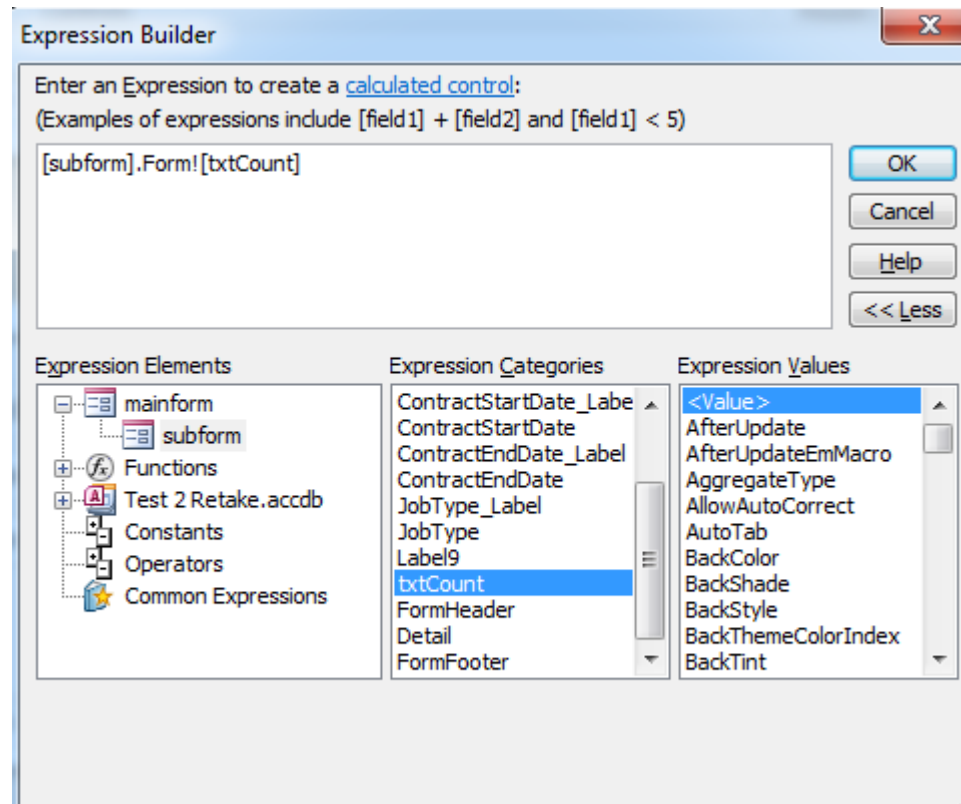 Expression Builder
X
Enter an Expression to create a calculated control:
(Examples of expressions include [field1] + [field2] and [field1] < 5)
[subform].Form![txtCount]
OK
Cancel
Help
<< Less
Expression Elements
mainform
subform
Functions
Test 2 Retake.accdb
Constants
Operators
Common Expressions
Expression Categories
ContractStartDate_Labe
ContractStartDate
ContractEndDate_Label
ContractEndDate
JobType_Label
JobType
Label9
txtCount
FormHeader
Detail
FormFooter
Expression Values
<Value>
AfterUpdate
AfterUpdateEmMacro
AggregateType
AllowAutoCorrect
AutoTab
BackColor
BackShade
BackStyle
BackThemeColorIndex
BackTint